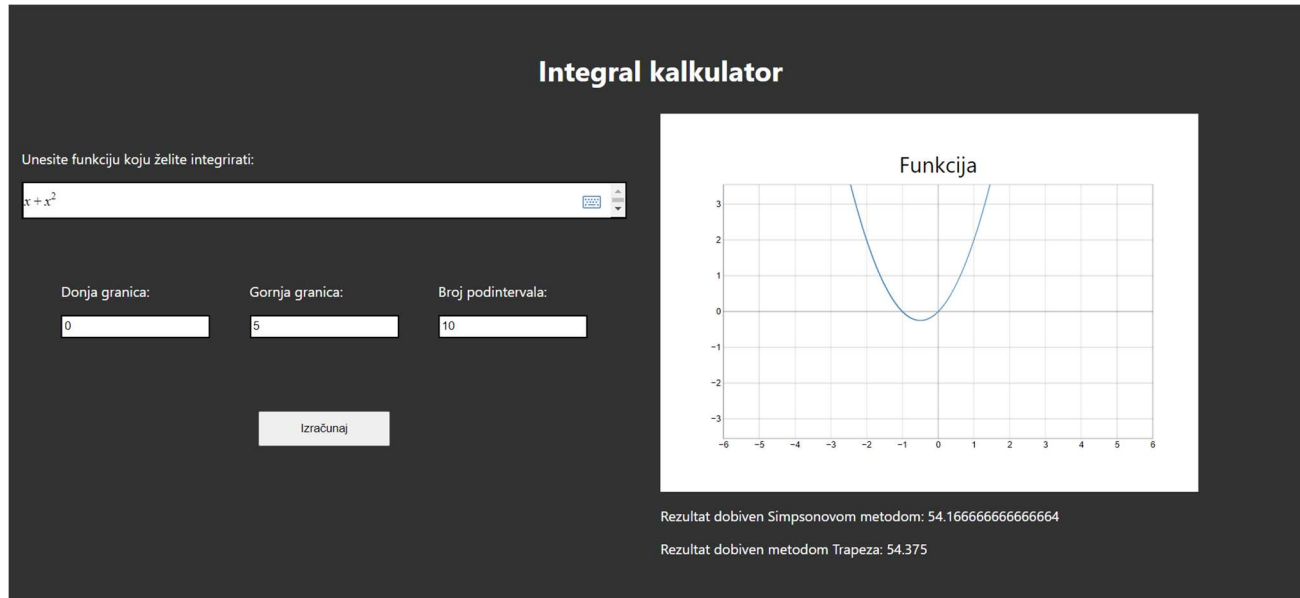 Integral kalkulator
Unesite funkciju koju želite integrirati:
x + x²
Donja granica:
Gornja granica:
Broj podintervala:
0
5
10
Izračunaj
Funkcija
3
2
1
0
−1
−2
−3
−6 −5 −4 −3 −2 −1 0 1 2 3 4 5 6
Rezultat dobiven Simpsonovom metodom: 54.166666666666664
Rezultat dobiven metodom Trapeza: 54.375